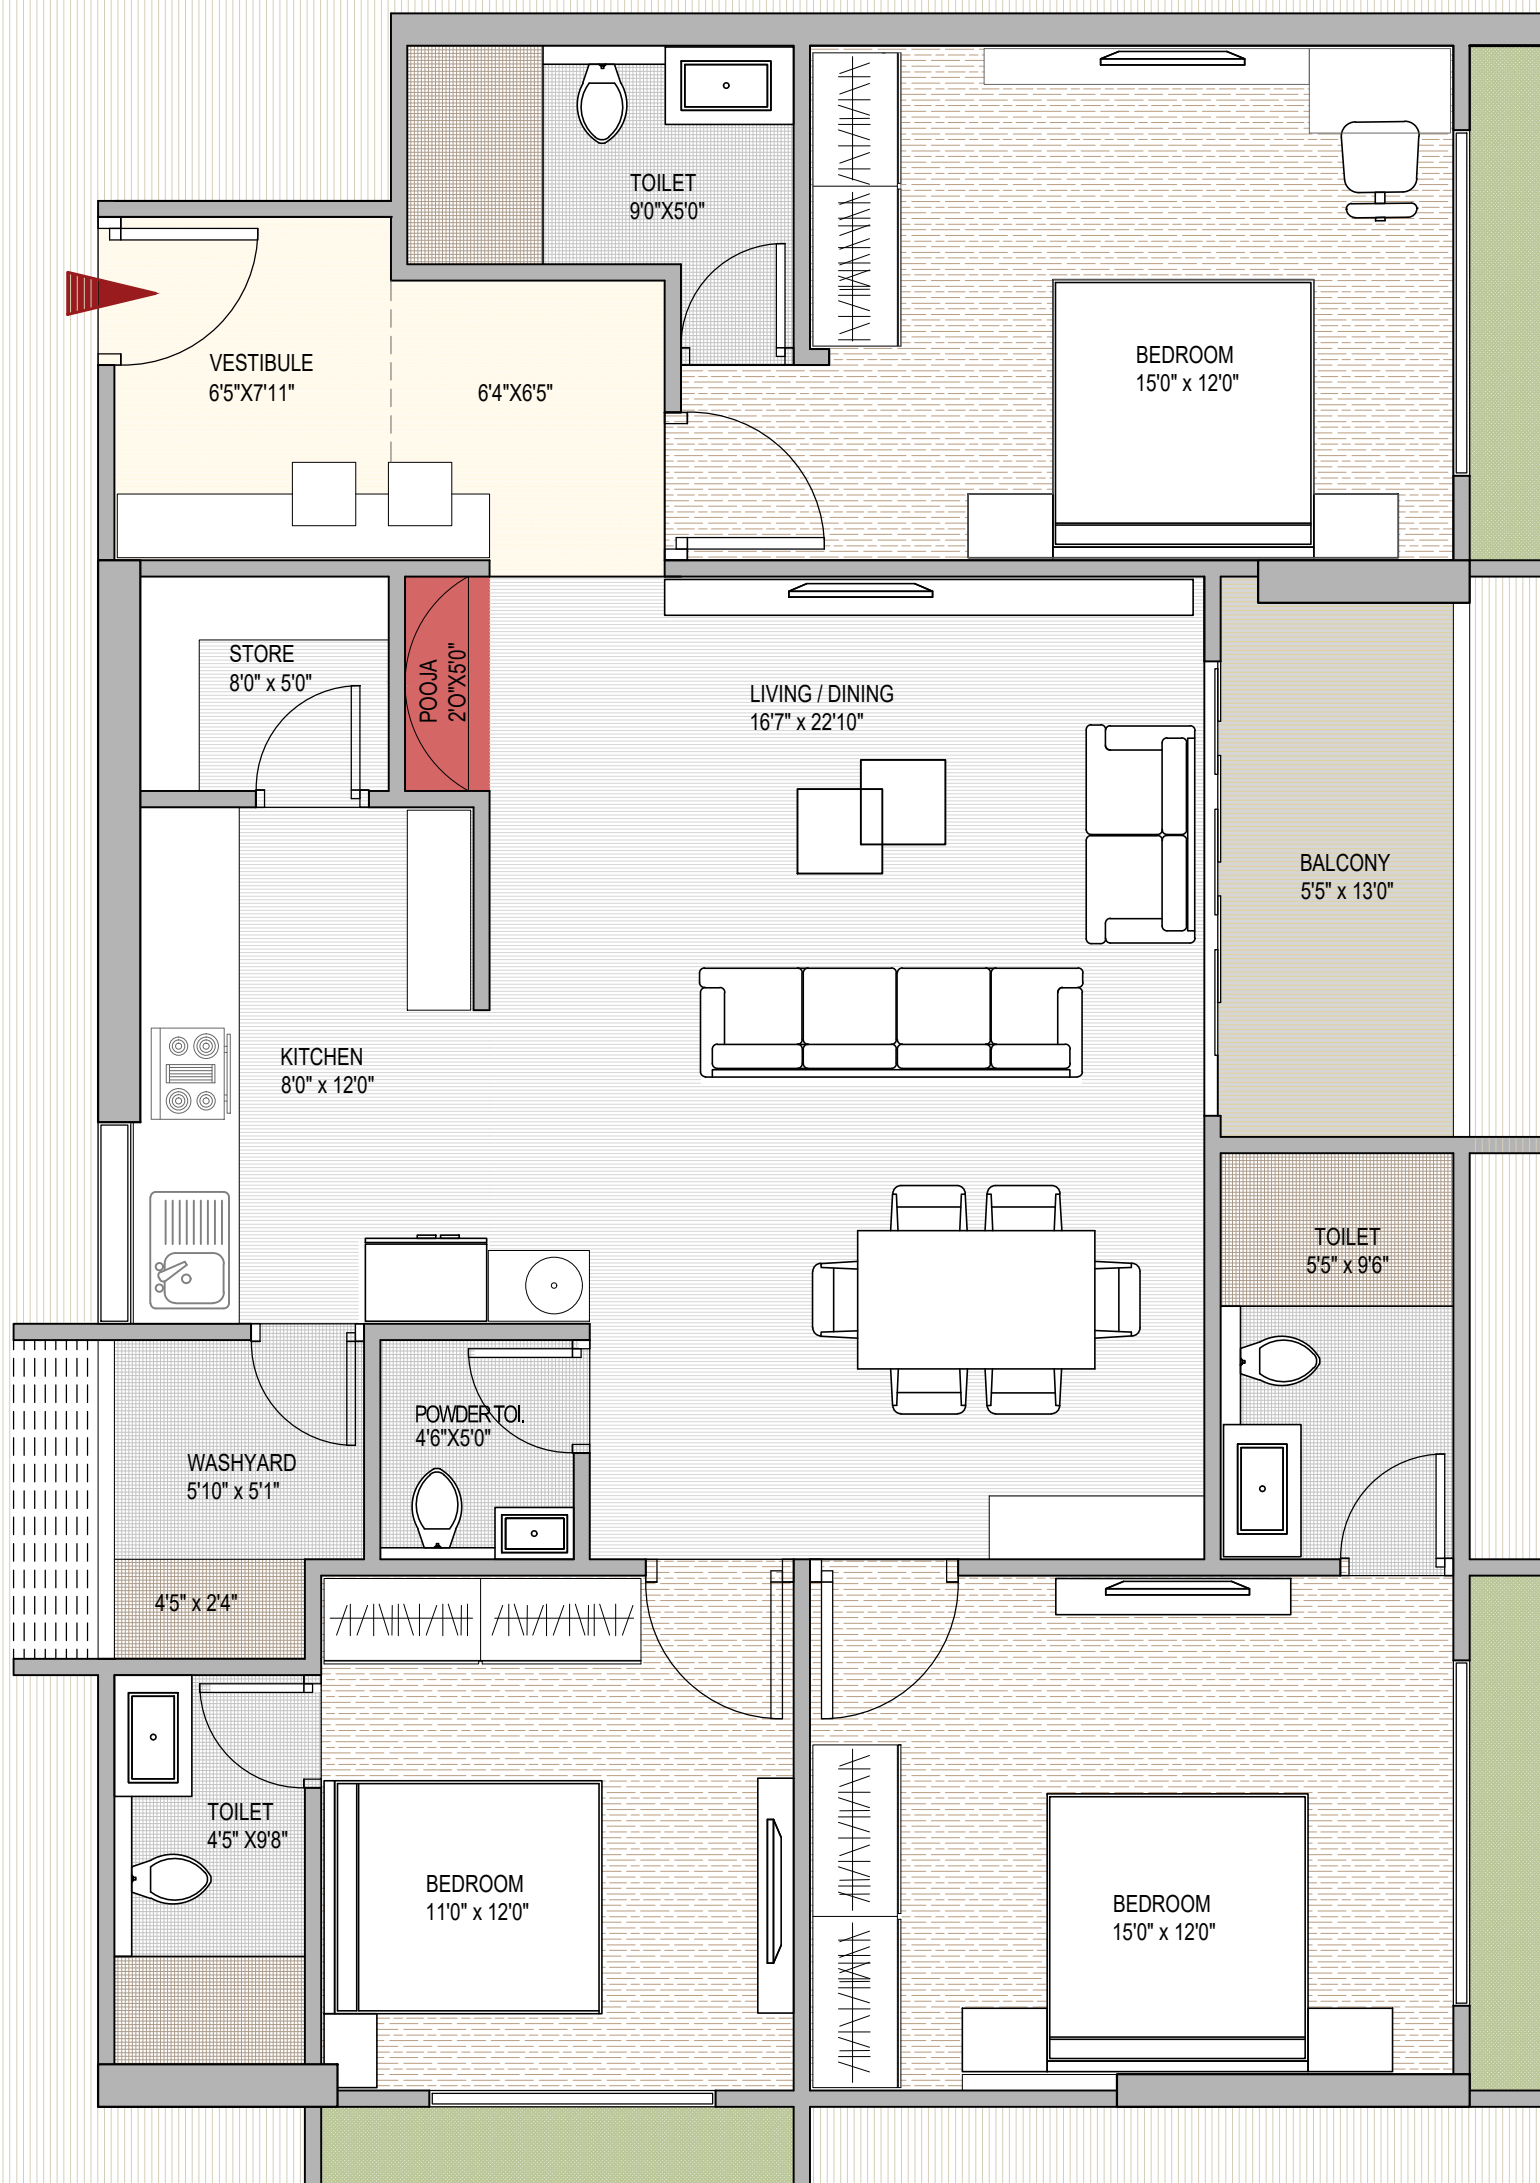 TOILET
9'0"X5'0"
VESTIBULE
6'5"X7'11"
6'4"X6'5"
BEDROOM
15'0" x 12'0"
STORE
8'0" x 5'0"
POOJA
2'O"X5'0"
LIVING / DINING
16'7" x 22'10"
BALCONY
5'5" x 13'0"
KITCHEN
8'0" x 12'0"
TOILET
5'5" x 9'6"
POWDER TOI.
4'6"X5'0"
WASHYARD
5'10" x 5'1"
4'5" x 2'4"
TOILET
4'5" X9'8"
BEDROOM
11'0" x 12'0"
BEDROOM
15'0" x 12'0"